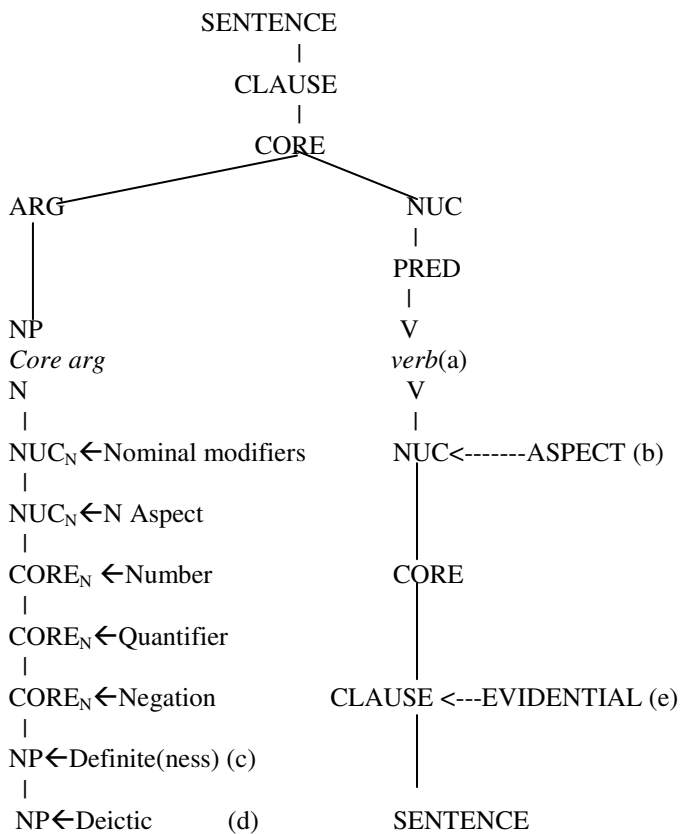 SENTENCE
CLAUSE
CORE
ARG NUC
PRED
NP V
Core arg verb(a)
N V
NUCN←Nominal modifiers NUC<-------ASPECT (b)
NUCN←N Aspect
COREN ←Number CORE
COREN←Quantifier
COREN←Negation CLAUSE <---EVIDENTIAL (e)
NP←Definite(ness) (c)
NP←Deictic (d) SENTENCE